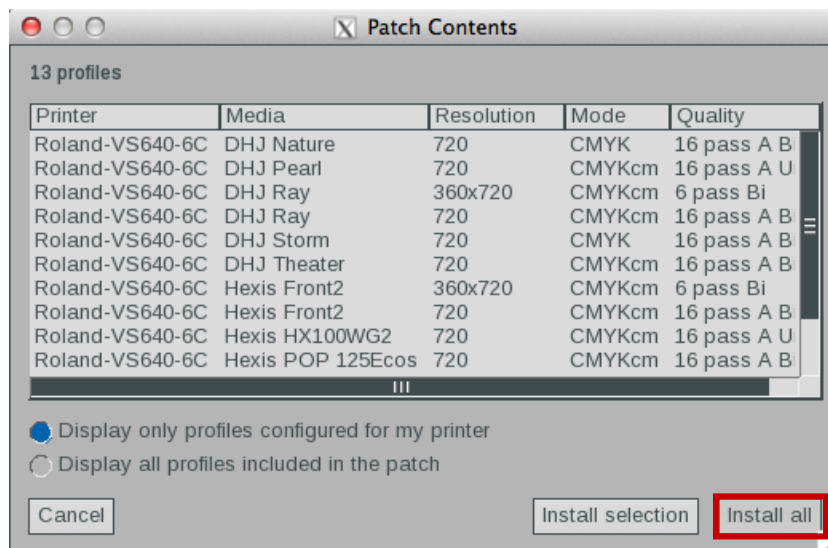 Patch Contents
13 profiles
Printer Media Resolution Mode Quality
Roland-VS640-6C DHJ Nature 720 CMYK 16 pass A B
Roland-VS640-6C DHJ Pearl 720 CMYKcm 16 pass A U
Roland-VS640-6C DHJ Ray 360x720 CMYKcm 6 pass Bi
Roland-VS640-6C DHJ Ray 720 CMYKcm 16 pass A B
Roland-VS640-6C DHJ Storm 720 CMYK 16 pass A B
Roland-VS640-6C DHJ Theater 720 CMYKcm 16 pass A B
Roland-VS640-6C Hexis Front2 360x720 CMYKcm 6 pass Bi
Roland-VS640-6C Hexis Front2 720 CMYKcm 16 pass A B
Roland-VS640-6C Hexis HX100WG2 720 CMYKcm 16 pass A U
Roland-VS640-6C Hexis POP 125Ecos 720 CMYKcm 16 pass A B
Display only profiles configured for my printer
Display all profiles included in the patch
Cancel Install selection Install all